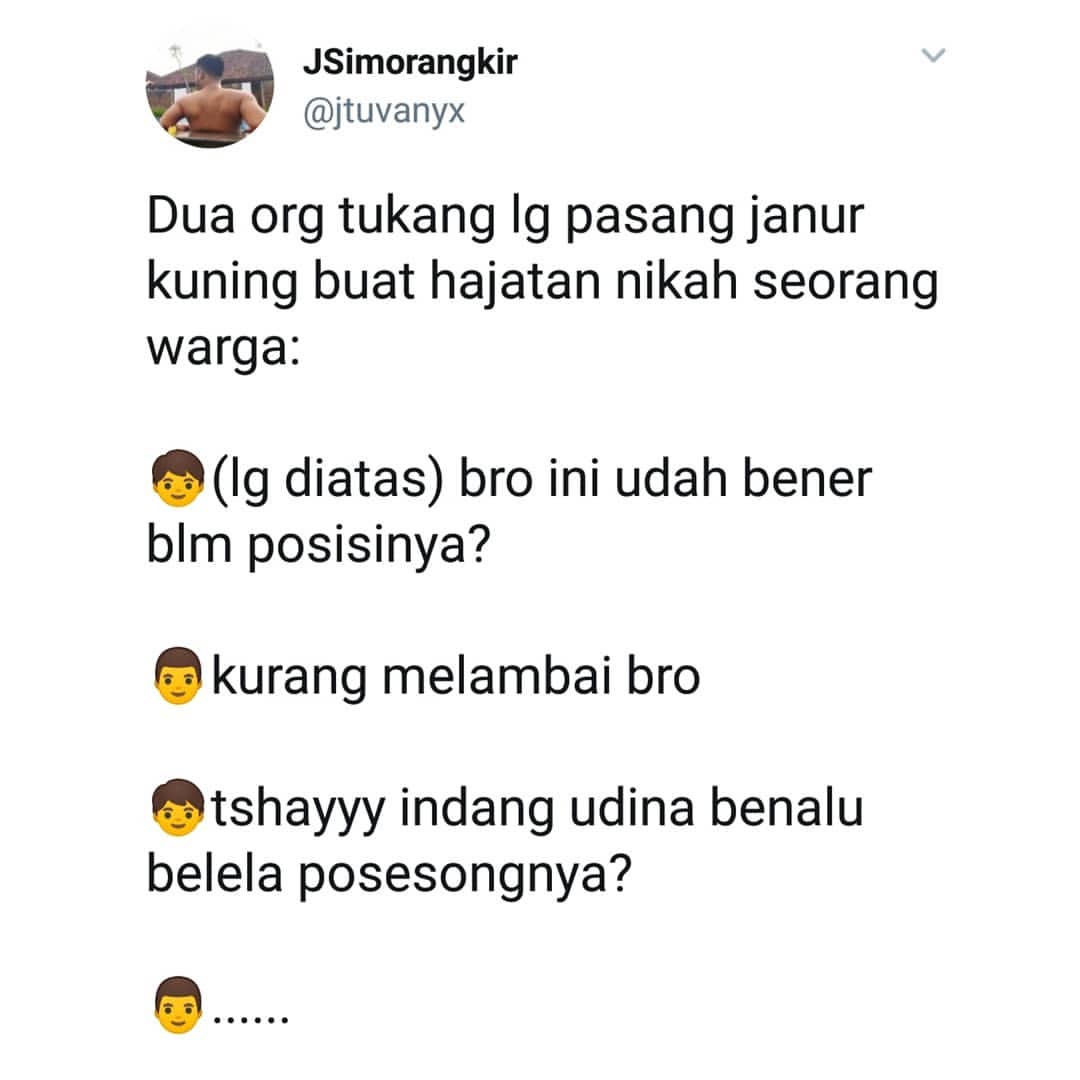 JSimorangkir
@jtuvanyx
Dua org tukang lg pasang janur
kuning buat hajatan nikah seorang
warga:
👦(lg diatas) bro ini udah bener
blm posisinya?
👨kurang melambai bro
👦tshayyy indang udina benalu
belela posesongnya?
👨......